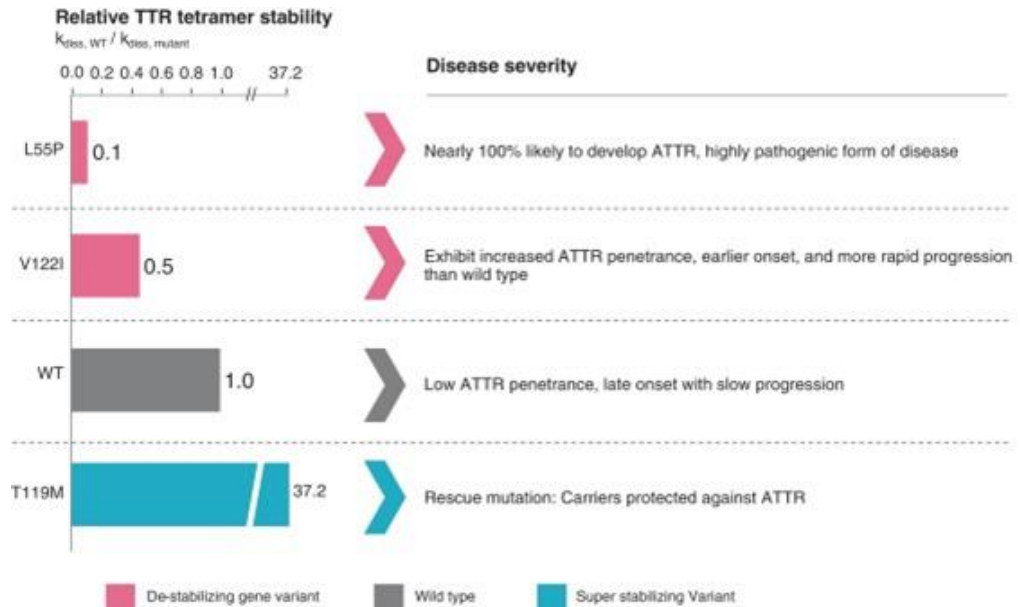 Relative TTR tetramer stability
kdiss, WT / kdiss, mutant
0.0 0.2 0.4 0.6 0.8 1.0 37.2
Disease severity
L55P 0.1 Nearly 100% likely to develop ATTR, highly pathogenic form of disease
V122I 0.5 Exhibit increased ATTR penetrance, earlier onset, and more rapid progression
than wild type
WT 1.0 Low ATTR penetrance, late onset with slow progression
T119M 37.2 Rescue mutation: Carriers protected against ATTR
De-stabilizing gene variant Wild type Super stabilizing Variant